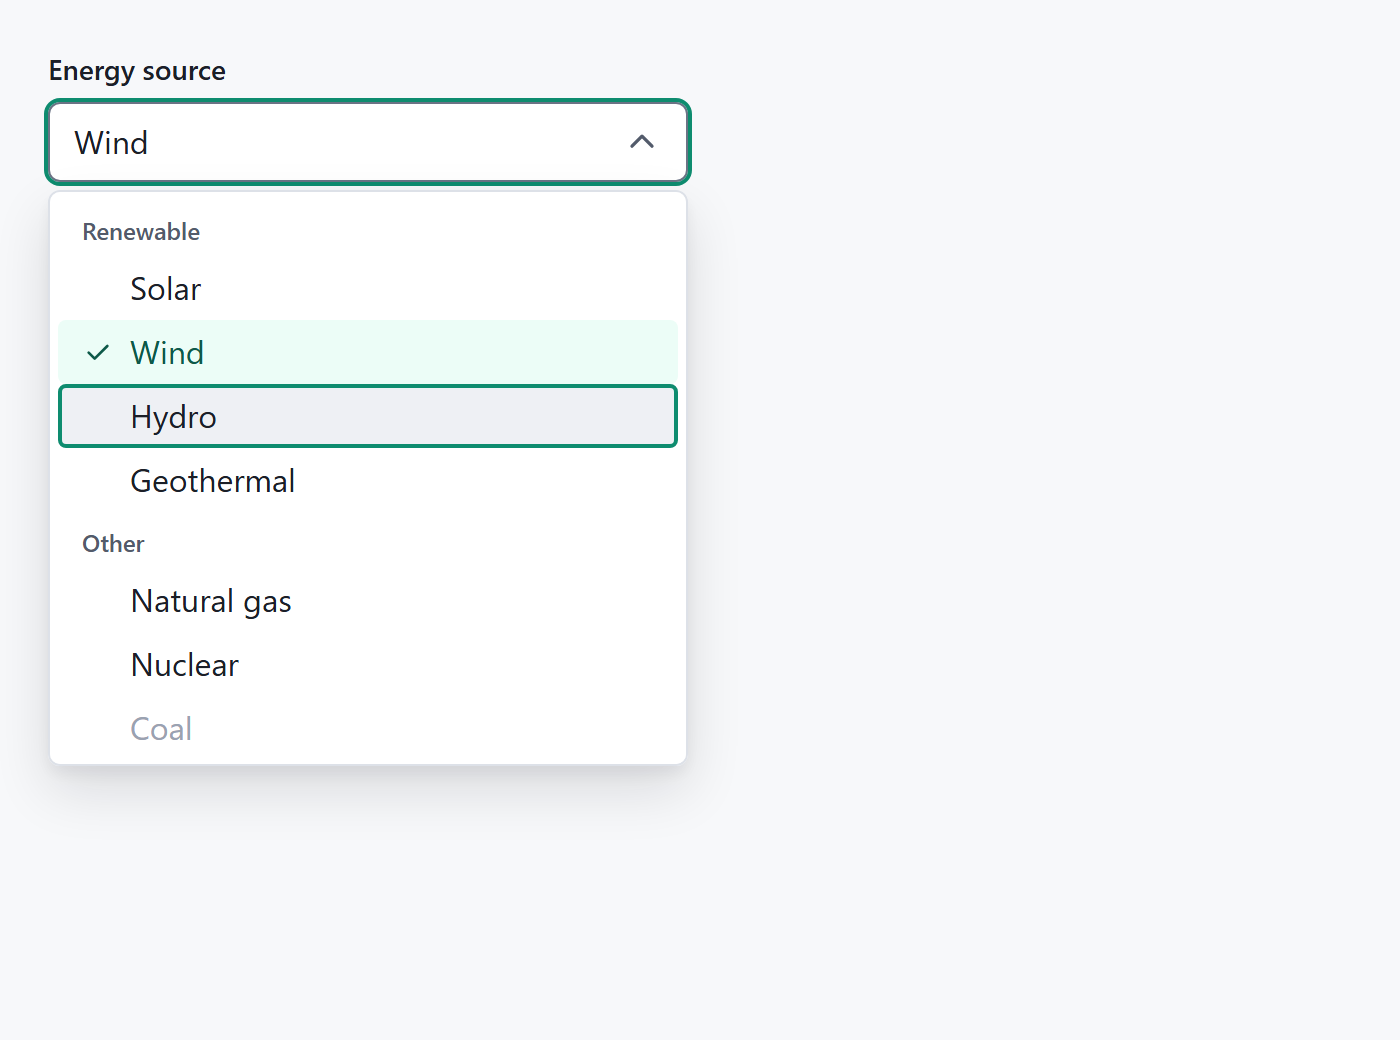 Energy source
Wind
Renewable
Solar
Wind
Hydro
Geothermal
Other
Natural gas
Nuclear
Coal